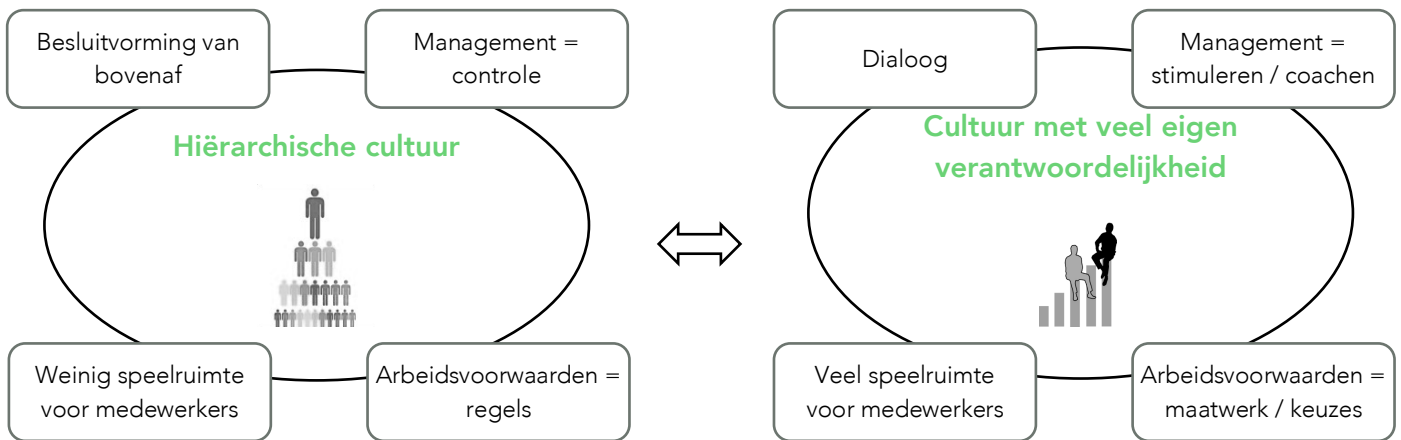 Besluitvorming van
bovenaf
Management =
controle
Hiërarchische cultuur
Weinig speelruimte
voor medewerkers
Arbeidsvoorwaarden =
regels
Dialoog
Management =
stimuleren / coachen
Cultuur met veel eigen
verantwoordelijkheid
Veel speelruimte
voor medewerkers
Arbeidsvoorwaarden =
maatwerk / keuzes